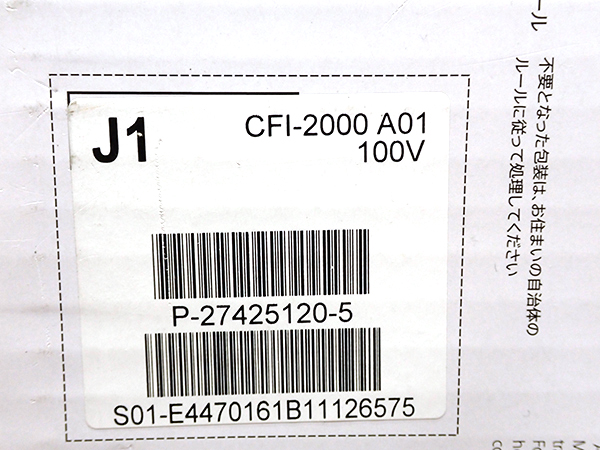 J1
CFI-2000 A01
100V
P-27425120-5
S01-E4470161B11126575
ール
不要となった包装は、お住まいの自治体の
ルールに従って処理してください